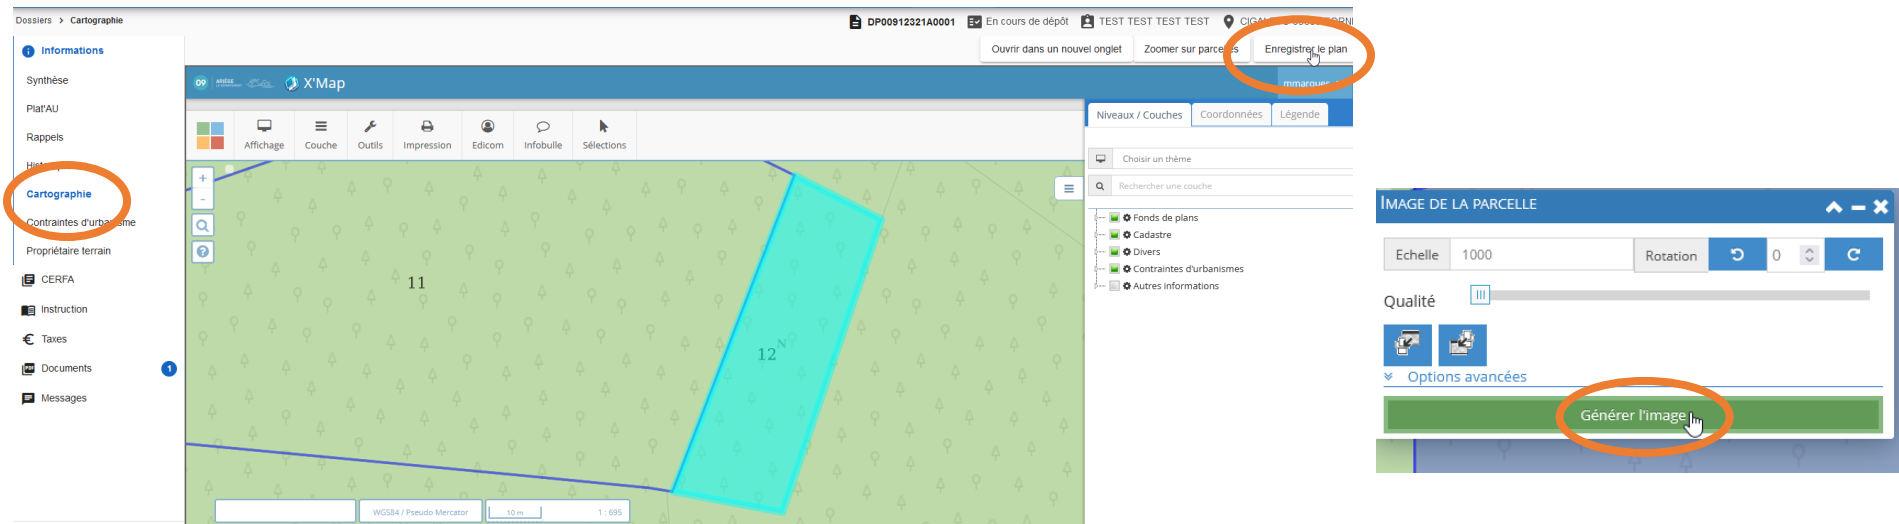 Dossiers > Cartographie
DP00912321A0001 En cours de dépôt TEST TEST TEST TEST
Ouvrir dans un nouvel onglet Zoomer sur parcelles Enregistrer le plan
Informations
Synthèse
Plat'AU
Rappels
Cartographie
Contraintes d'urbanisme
Propriétaire terrain
CERFA
Instruction
Taxes
Documents 1
Messages
09 ARIÈGE X'Map
mmarques
Affichage Couche Outils Impression Edicom Infobulle Sélections
+
-
?
11
12 N
WGS84 / Pseudo Mercator 10 m 1 : 695
Niveaux / Couches Coordonnées Légende
Choisir un thème
Rechercher une couche
Fonds de plans
Cadastre
Divers
Contraintes d'urbanismes
Autres informations
IMAGE DE LA PARCELLE
Echelle 1000 Rotation 0
Qualité
Options avancées
Générer l'image